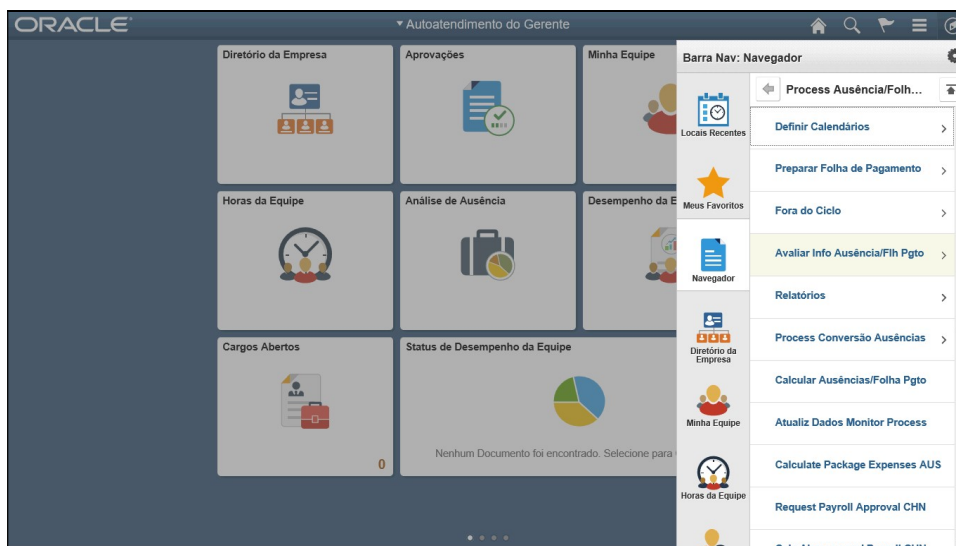 ORACLE
Autoatendimento do Gerente
Diretório da Empresa
Aprovações
Minha Equipe
Horas da Equipe
Análise de Ausência
Desempenho da E
Cargos Abertos
0
Status de Desempenho da Equipe
Nenhum Documento foi encontrado. Selecione para
Barra Nav: Navegador
Locais Recentes
Meus Favoritos
Navegador
Diretório da
Empresa
Minha Equipe
Horas da Equipe
Process Ausência/Folh...
Definir Calendários
Preparar Folha de Pagamento
Fora do Ciclo
Avaliar Info Ausência/Flh Pgto
Relatórios
Process Conversão Ausências
Calcular Ausências/Folha Pgto
Atualiz Dados Monitor Process
Calculate Package Expenses AUS
Request Payroll Approval CHN